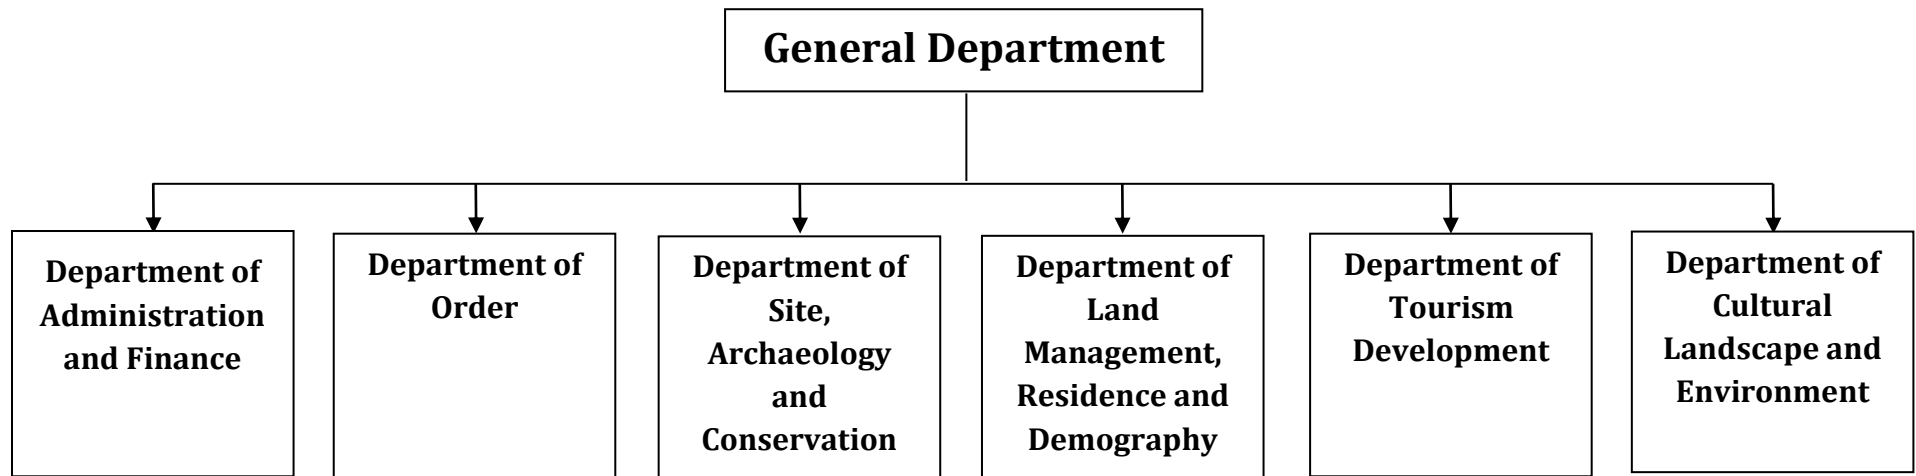 General Department
Department of
Administration
and Finance
Department of
Order
Department of
Site,
Archaeology
and
Conservation
Department of
Land
Management,
Residence and
Demography
Department of
Tourism
Development
Department of
Cultural
Landscape and
Environment